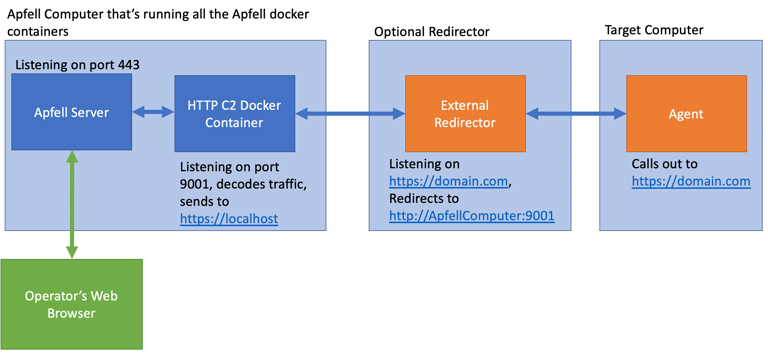 Apfell Computer that's running all the Apfell docker
containers
Listening on port 443
Apfell Server
HTTP C2 Docker
Container
Listening on port
9001, decodes traffic,
sends to
https://localhost
Operator's Web
Browser
Optional Redirector
External
Redirector
Listening on
https://domain.com,
Redirects to
http://ApfellComputer:9001
Target Computer
Agent
Calls out to
https://domain.com